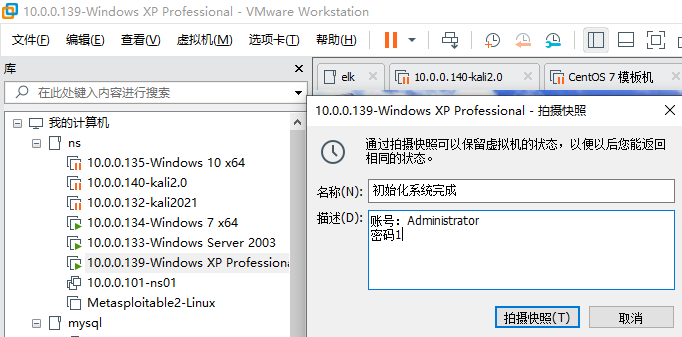 10.0.0.139-Windows XP Professional - VMware Workstation
文件(F) 编辑(E) 查看(V) 虚拟机(M) 选项卡(T) 帮助(H)
库
在此处键入内容进行搜索
我的计算机
ns
10.0.0.135-Windows 10 x64
10.0.0.140-kali2.0
10.0.0.132-kali2021
10.0.0.134-Windows 7 x64
10.0.0.133-Windows Server 2003
10.0.0.139-Windows XP Professiona
10.0.0.101-ns01
Metasploitable2-Linux
mysql
elk
10.0.0.140-kali2.0
CentOS 7 模板机
10.0.0.139-Windows XP Professional - 拍摄快照
通过拍摄快照可以保留虚拟机的状态，以便以后您能返回
相同的状态。
名称(N): 初始化系统完成
描述(D): 账号：Administrator
密码1
拍摄快照(T) 取消